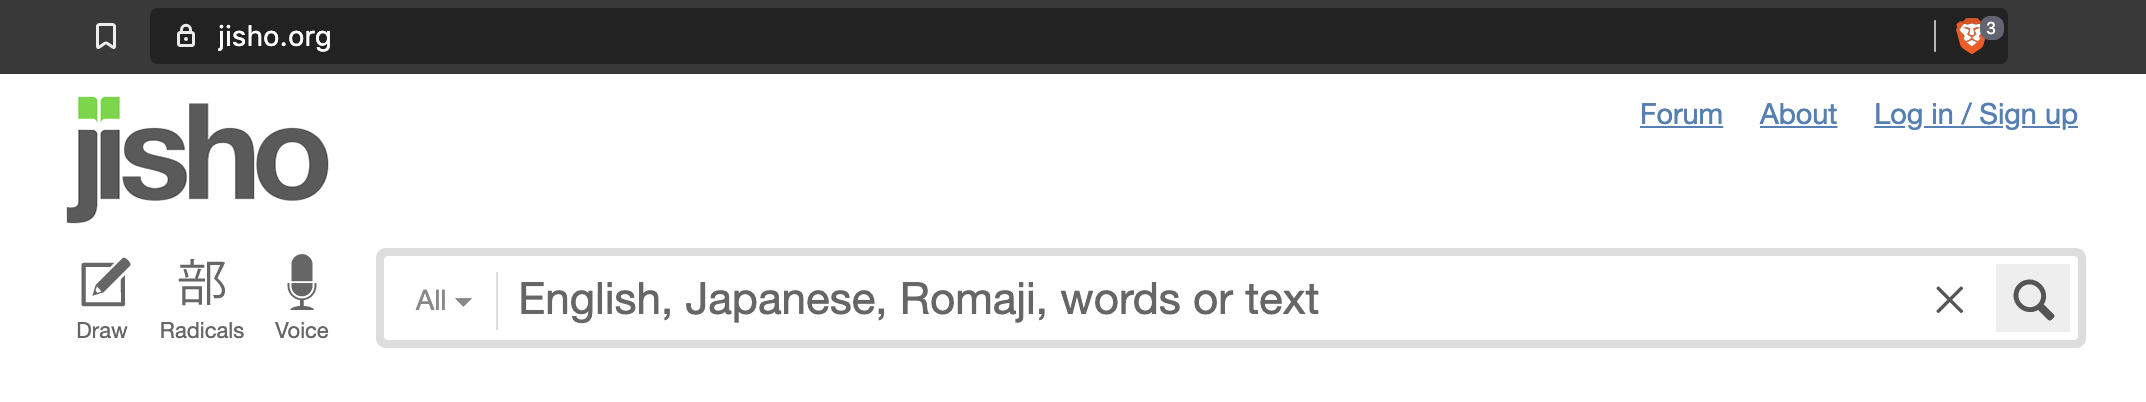 jisho.org
3
jisho
Forum About Log in / Sign up
部
Draw Radicals Voice
All English, Japanese, Romaji, words or text